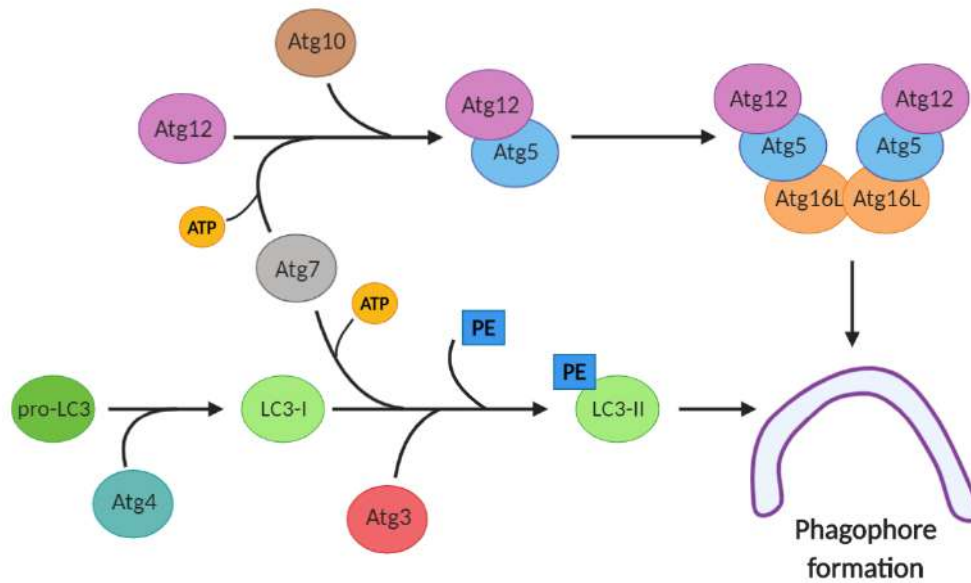 Atg10
Atg12
Atg12
Atg5
Atg12
Atg12
Atg5
Atg5
Atg16L
Atg16L
ATP
Atg7
ATP
PE
PE
pro-LC3
LC3-I
LC3-II
Atg4
Atg3
Phagophore
formation